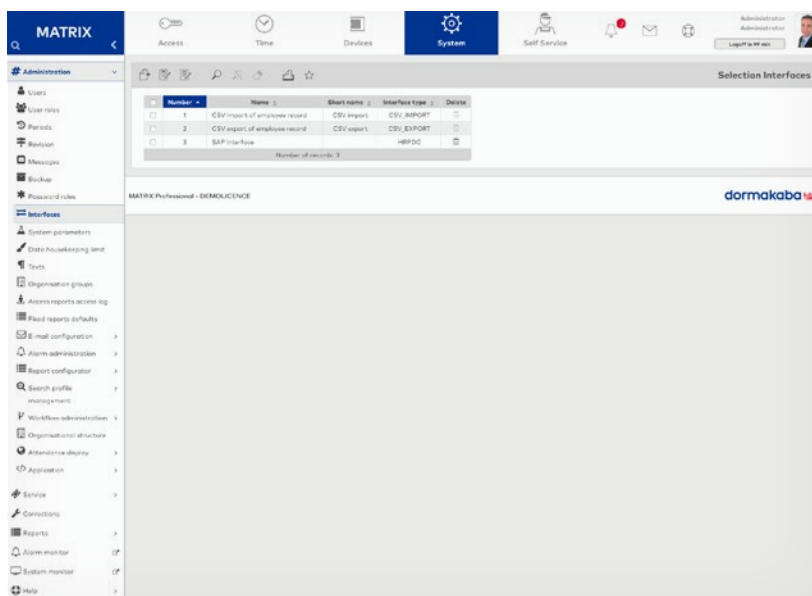 MATRIX
Access
Time
Devices
System
Self Service
Administrator
Administrator
Logoff in 99 min
Administration
Users
User roles
Periods
Revision
Messages
Backup
Password rules
Interfaces
System parameters
Date housekeeping limit
Texts
Organisation groups
Access reports access log
Fixed reports defaults
E-mail configuration
Alarm administration
Report configurator
Search profile
management
Workflow administration
Organisational structure
Attendance display
Application
Service
Corrections
Reports
Alarm monitor
System monitor
Help
Selection Interfaces
Number Name Short name Interface type Delete
1 CSV import of employee record CSV import CSV_IMPORT
2 CSV export of employee record CSV export CSV_EXPORT
3 SAP Interface HRPDC
Number of records: 3
MATRIX Professional - DEMOLICENCE
dormakaba